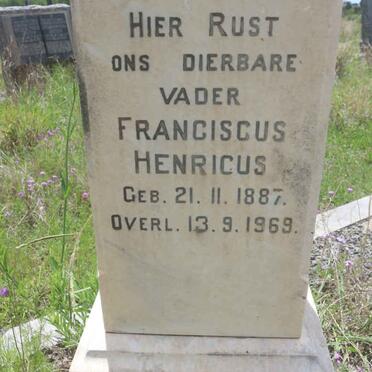 HIER RUST
ONS DIERBARE
VADER
FRANCISCUS
HENRICUS
GEB. 21.11.1887.
OVERL. 13.9.1969.